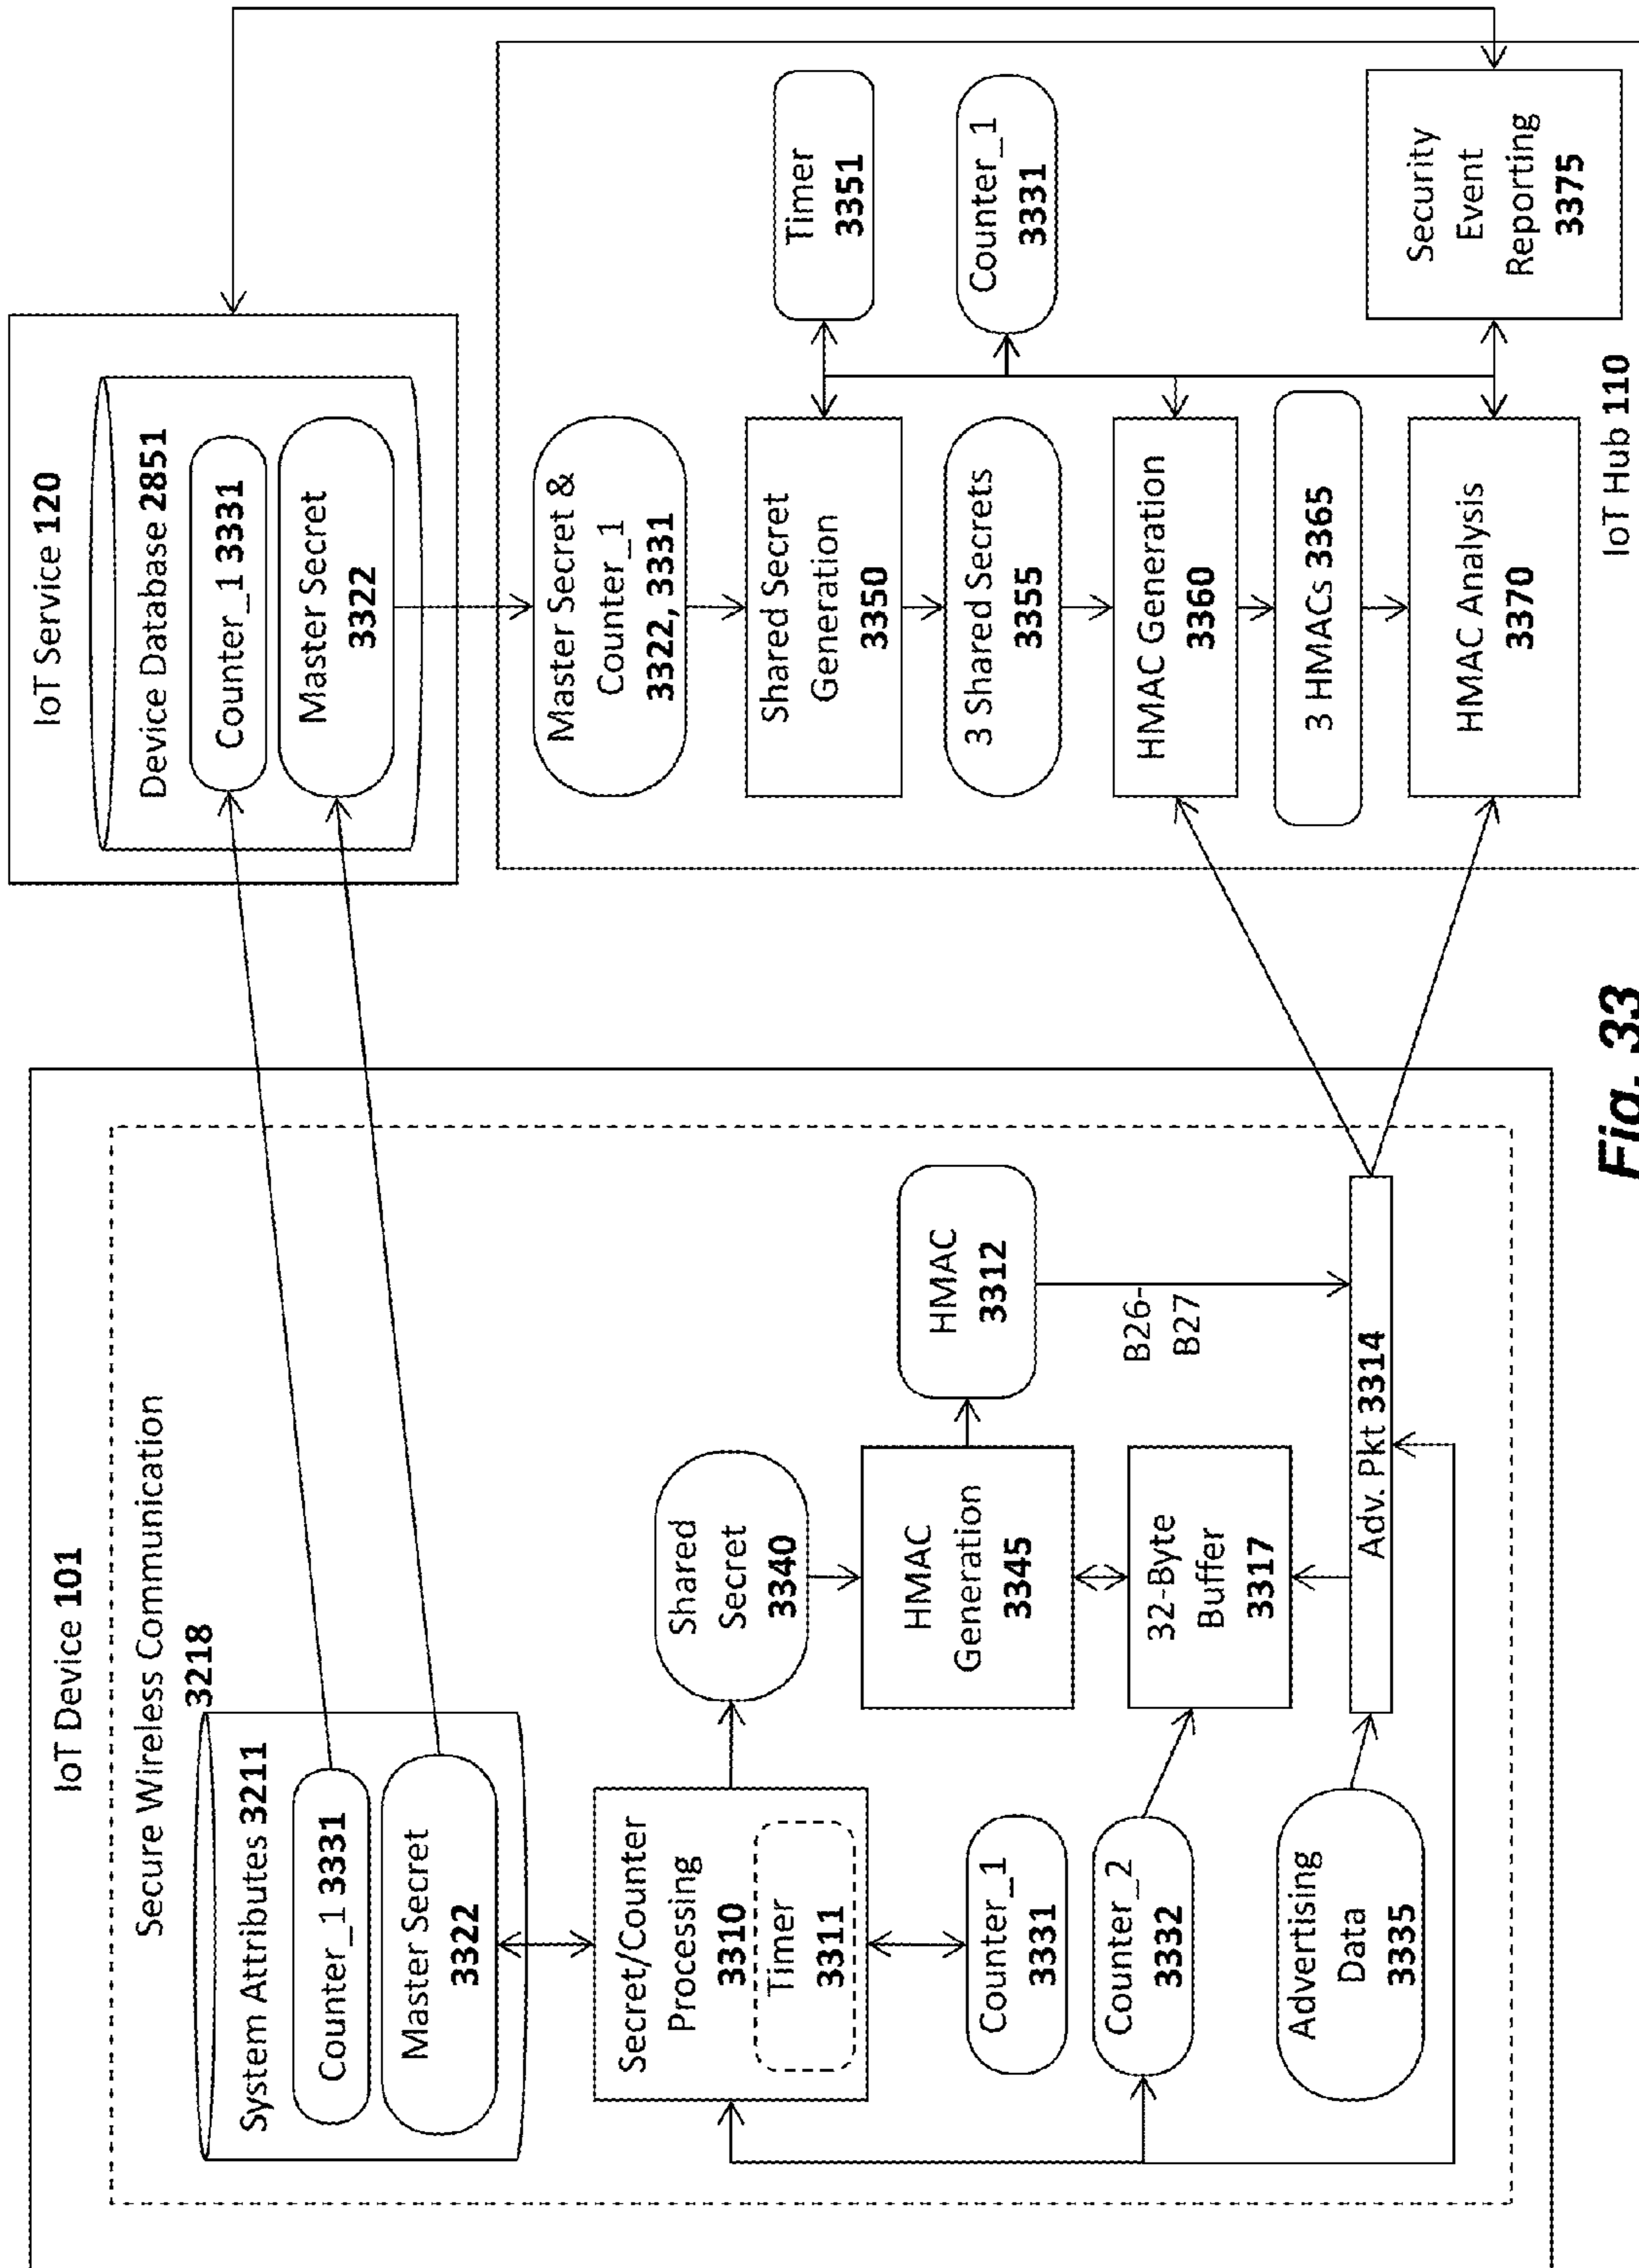 IoT Device 101
Secure Wireless Communication
3218
System Attributes 3211
Counter_1 3331
Master Secret
3322
Secret/Counter
Processing
3310
Timer
3311
Shared
Secret
3340
Counter_1
3331
HMAC
Generation
3345
HMAC
3312
Counter_2
3332
32-Byte
Buffer
3317
B26-
B27
Advertising
Data
3335
Adv. Pkt 3314
IoT Service 120
Device Database 2851
Counter_1 3331
Master Secret
3322
Master Secret &
Counter_1
3322, 3331
Shared Secret
Generation
3350
Timer
3351
3 Shared Secrets
3355
Counter_1
3331
HMAC Generation
3360
3 HMACs 3365
HMAC Analysis
3370
Security
Event
Reporting
3375
IoT Hub 110
Fig. 33